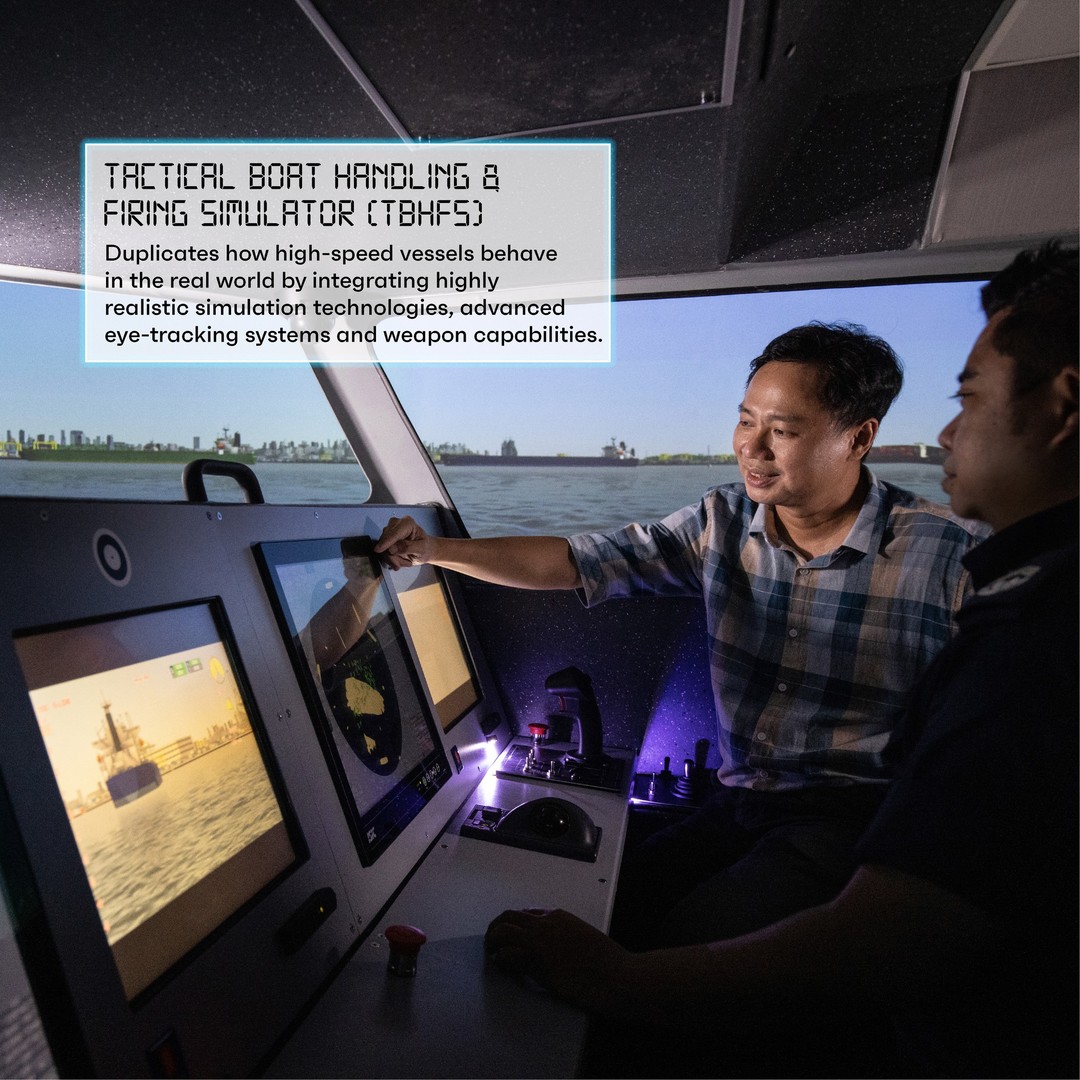 TACTICAL BOAT HANDLING &
FIRING SIMULATOR (TBHFS)
Duplicates how high-speed vessels behave
in the real world by integrating highly
realistic simulation technologies, advanced
eye-tracking systems and weapon capabilities.